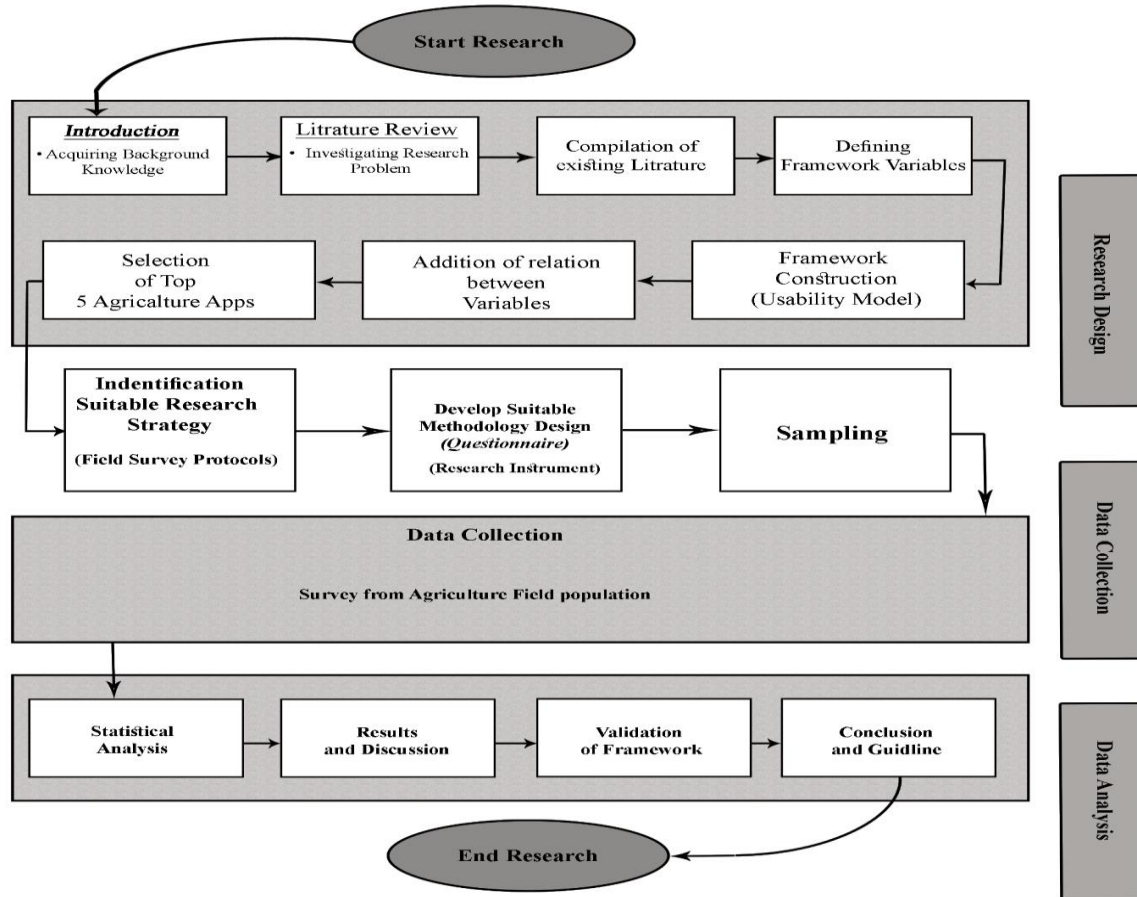 Start Research
Introduction
• Acquiring Background
Knowledge
Litrature Review
• Investigating Research
Problem
Compilation of
existing Litrature
Defining
Framework Variables
Framework
Construction
(Usability Model)
Addition of relation
between
Variables
Selection
of Top
5 Agricalture Apps
Indentification
Suitable Research
Strategy
(Field Survey Protocols)
Develop Suitable
Methodology Design
(Questionnaire)
(Research Instrument)
Sampling
Data Collection
Survey from Agriculture Field population
Statistical
Analysis
Results
and Discussion
Validation
of Framework
Conclusion
and Guidline
End Research
Research Design
Data Collection
Data Analysis